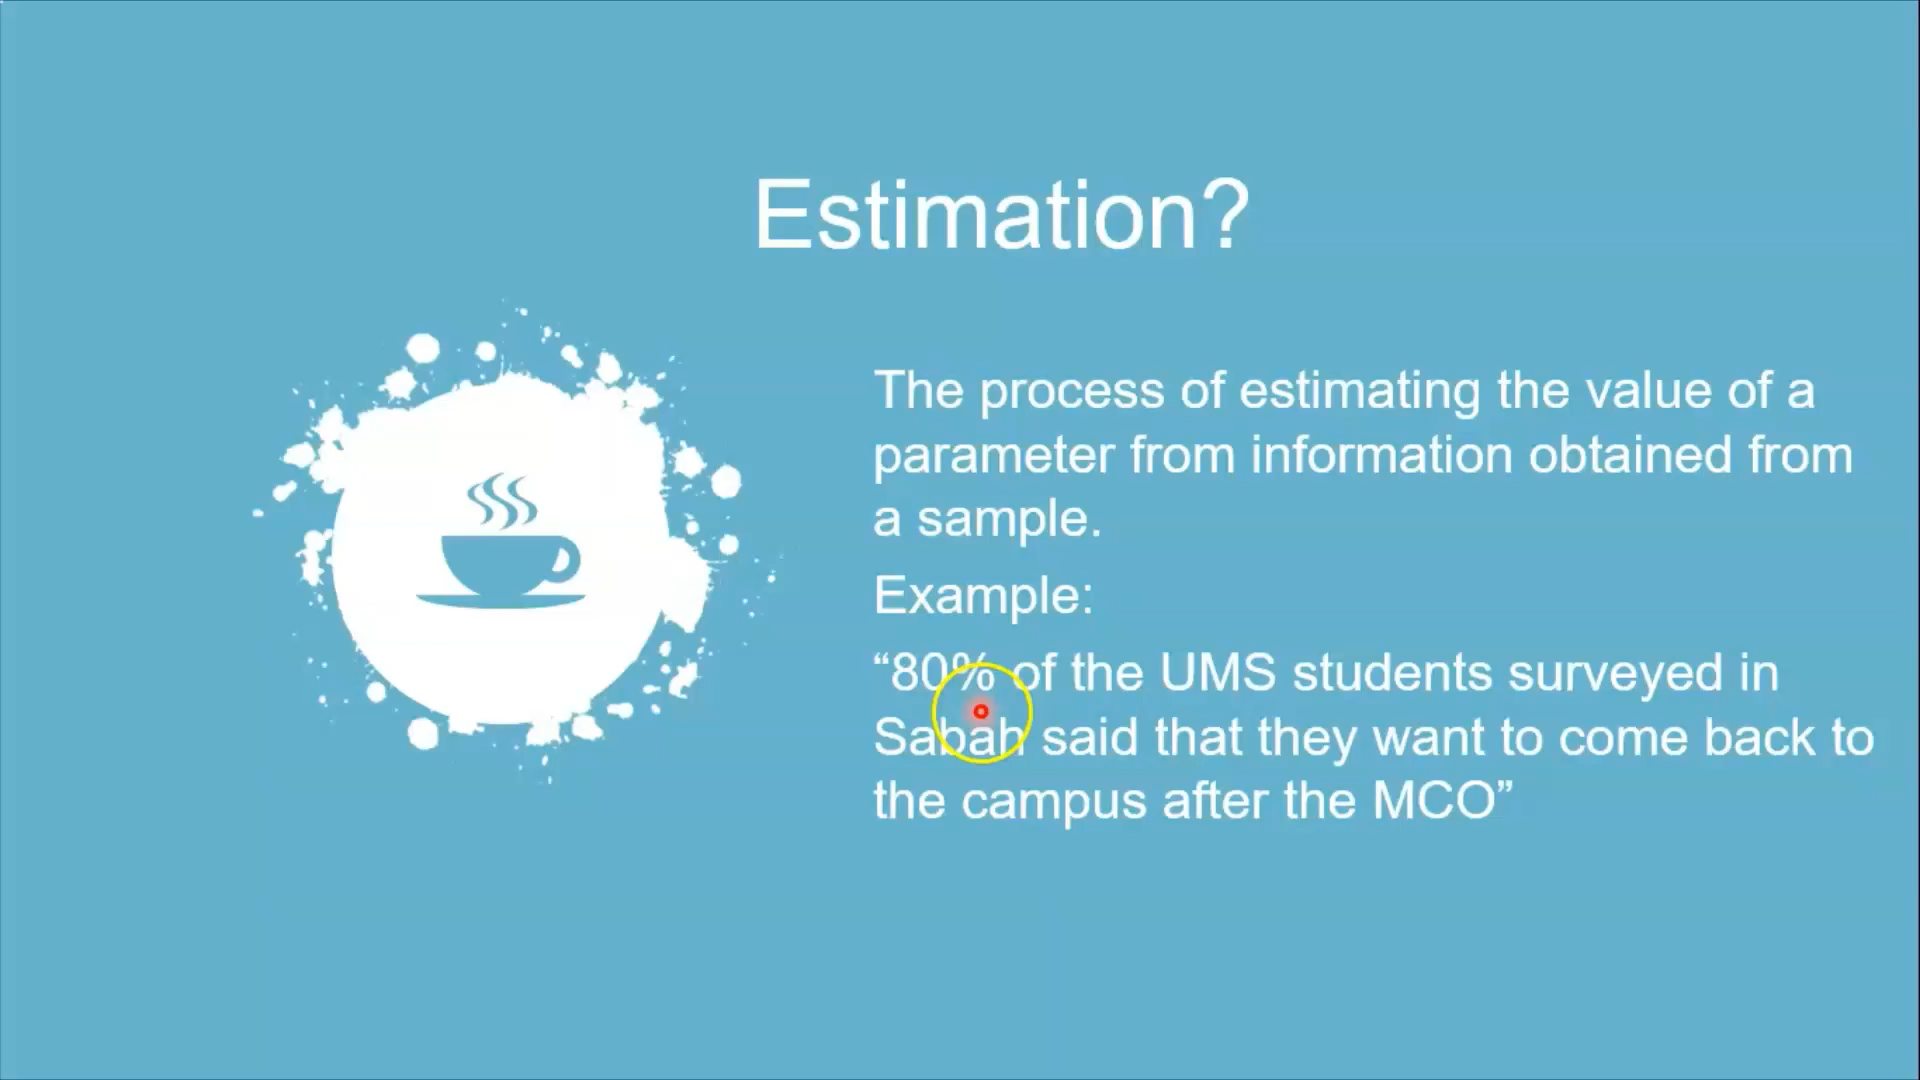 Estimation?
The process of estimating the value of a
parameter from information obtained from
a sample.
Example:
“80% of the UMS students surveyed in
Sabah said that they want to come back to
the campus after the MCO”